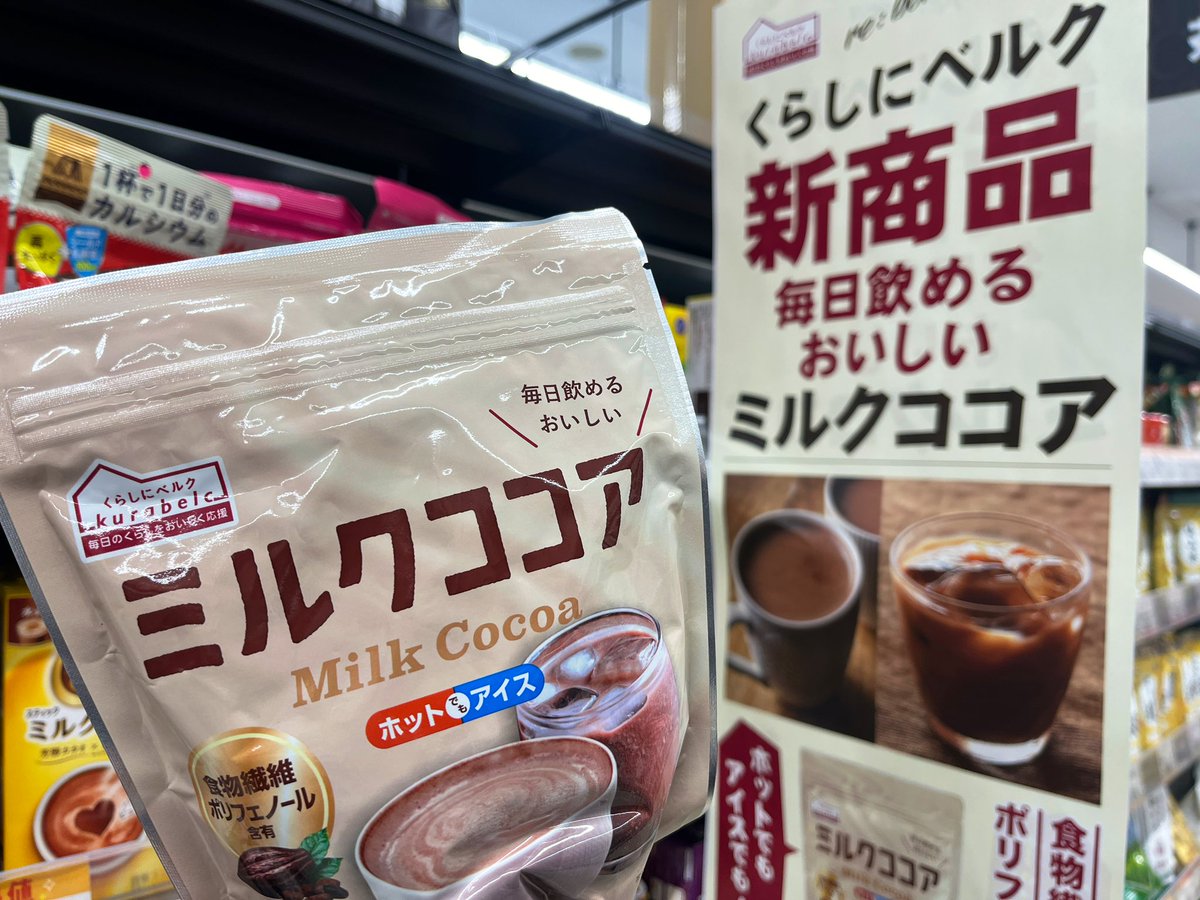 1杯で1日分の
カルシウム
毎日飲める
おいしい
くらしにベルク
kurabelc
毎日のくらしをおいしく応援
ミルクココア
Milk Cocoa
ホットでもアイス
食物繊維
ポリフェノール
含有
くらしにベルク
新商品
毎日飲める
おいしい
ミルクココア
ホットでも
アイスでも
ミルクココア
食物繊
ポリフ